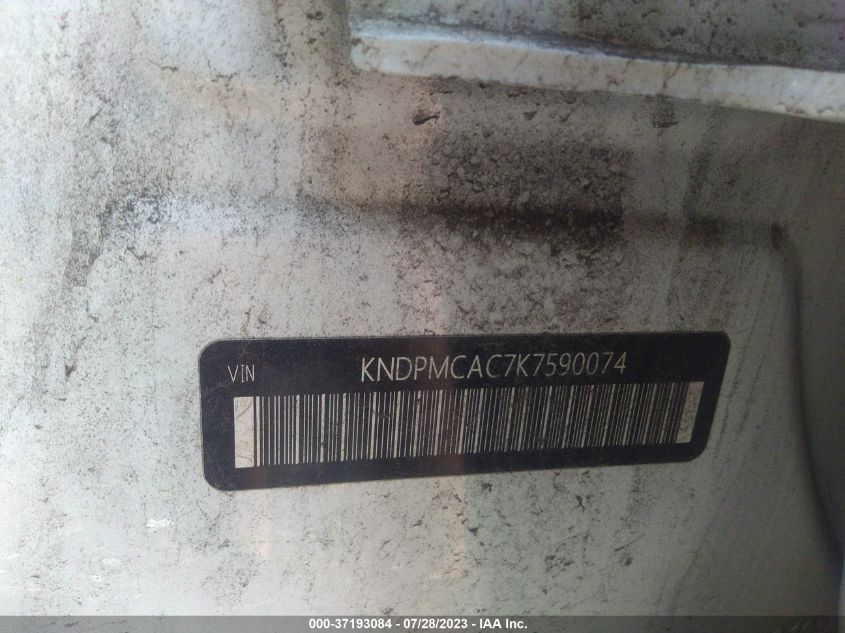 VIN KNDPMCAC7K7590074
000-37193084 - 07/28/2023 - IAA Inc.